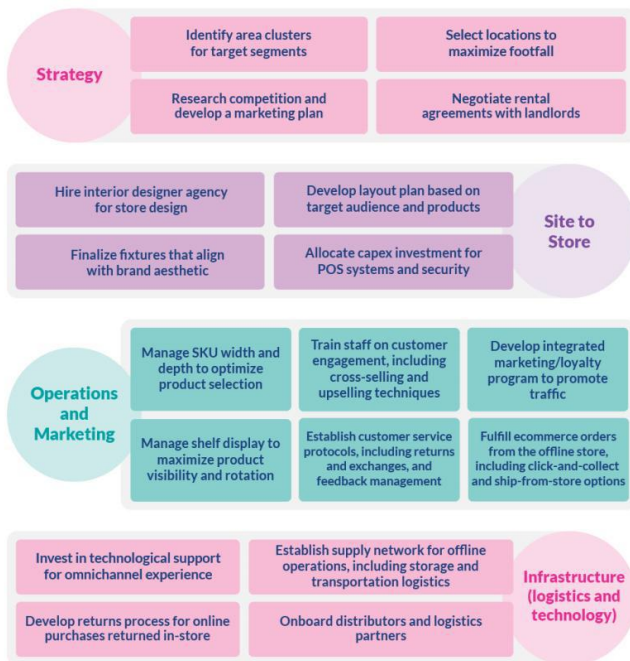 Strategy
Identify area clusters
for target segments
Select locations to
maximize footfall
Research competition and
develop a marketing plan
Negotiate rental
agreements with landlords
Hire interior designer agency
for store design
Develop layout plan based on
target audience and products
Finalize fixtures that align
with brand aesthetic
Allocate capex investment for
POS systems and security
Site to
Store
Operations
and
Marketing
Manage SKU width and
depth to optimize
product selection
Train staff on customer
engagement, including
cross-selling and
upselling techniques
Develop integrated
marketing/loyalty
program to promote
traffic
Manage shelf display to
maximize product
visibility and rotation
Establish customer service
protocols, including returns
and exchanges, and
feedback management
Fulfill ecommerce orders
from the offline store,
including click-and-collect
and ship-from-store options
Invest in technological support
for omnichannel experience
Establish supply network for offline
operations, including storage and
transportation logistics
Develop returns process for online
purchases returned in-store
Onboard distributors and logistics
partners
Infrastructure
(logistics and
technology)